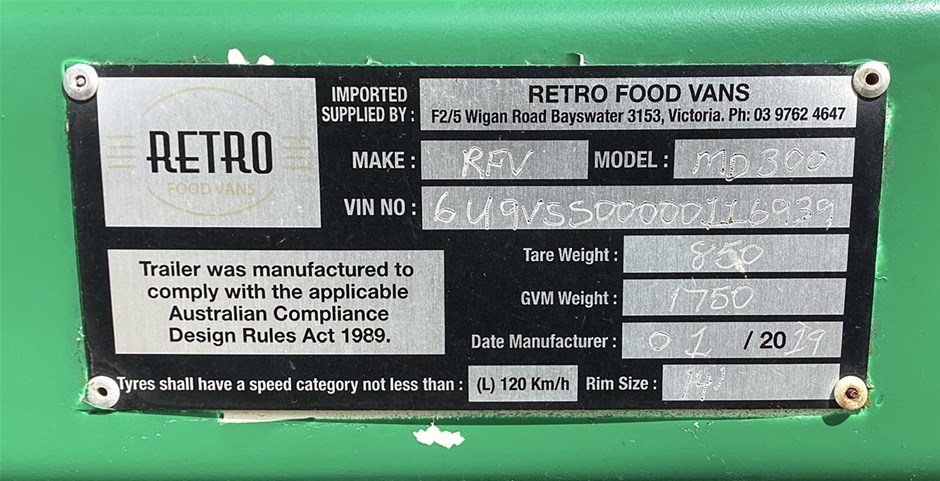 RETRO
FOOD VANS
IMPORTED SUPPLIED BY :
RETRO FOOD VANS
F2/5 Wigan Road Bayswater 3153, Victoria. Ph: 03 9762 4647
MAKE : RFV MODEL : MD300
VIN NO : 6U9VSS00000116939
Trailer was manufactured to
comply with the applicable
Australian Compliance
Design Rules Act 1989.
Tare Weight : 850
GVM Weight : 1750
Date Manufacturer : 01 / 2019
Tyres shall have a speed category not less than : (L) 120 Km/h Rim Size : 14"